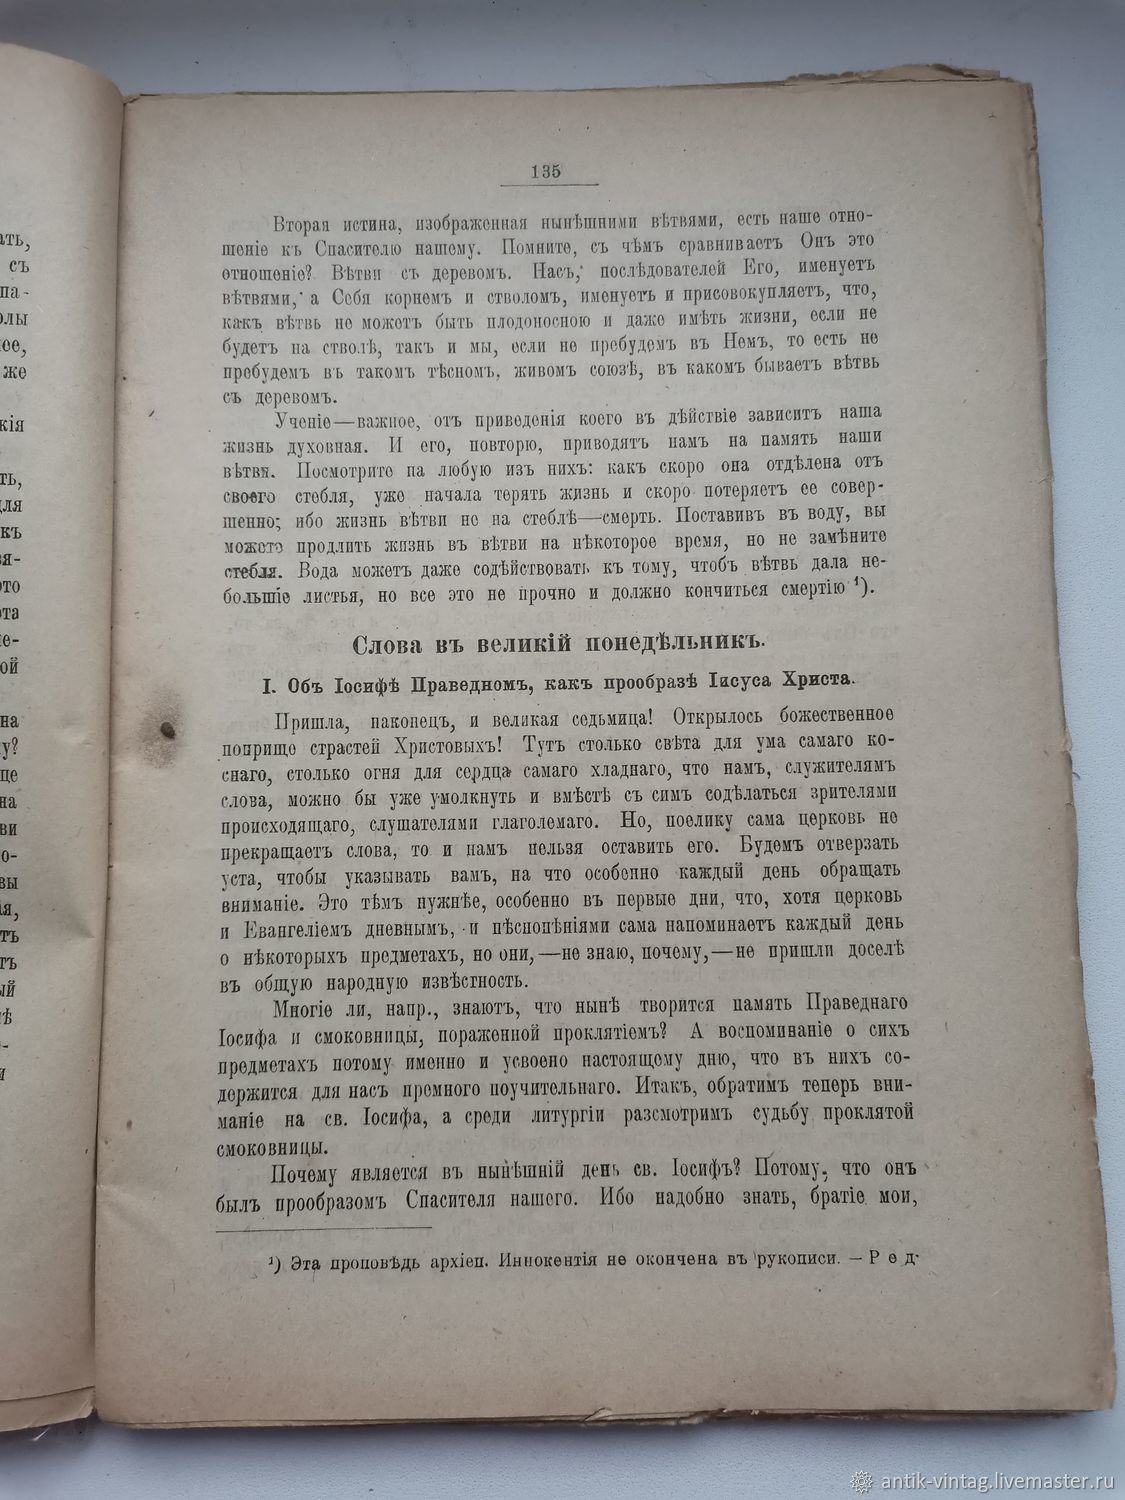 135
Вторая истина, изображенная нынѣшними вѣтвями, есть наше отно-
шеніе къ Спасителю нашему. Помните, съ чѣмъ сравниваетъ Онъ это
отношеніе? Вѣтви съ деревомъ. Насъ, послѣдователей Его, именуетъ
вѣтвями, а Себя корнемъ и стволомъ, именуетъ и присовокупляетъ, что,
какъ вѣтвь не можетъ быть плодоносною и даже имѣть жизни, если не
будетъ на стволѣ, такъ и мы, если не пребудемъ въ Немъ, то есть не
пребудемъ въ такомъ тѣсномъ, живомъ союзѣ, въ какомъ бываетъ вѣтвь
съ деревомъ.
Ученіе—важное, отъ приведенія коего въ дѣйствіе зависитъ наша
жизнь духовная. И его, повторю, приводятъ намъ на память наши
вѣтви. Посмотрите на любую изъ нихъ: какъ скоро она отдѣлена отъ
своего стебля, уже начала терять жизнь и скоро потеряетъ ее совер-
шенно; ибо жизнь вѣтви не на стеблѣ—смерть. Поставивъ въ воду, вы
можете продлить жизнь въ вѣтви на нѣкоторое время, но не замѣните
стебля. Вода можетъ даже содѣйствовать къ тому, чтобъ вѣтвь дала не-
большіе листья, но все это не прочно и должно кончиться смертію ¹).
Слова въ великій понедѣльникъ.
I. Объ Іосифѣ Праведномъ, какъ прообразѣ Іисуса Христа.
Пришла, наконецъ, и великая седьмица! Открылось божественное
поприще страстей Христовыхъ! Тутъ столько свѣта для ума самаго ко-
снаго, столько огня для сердца самаго хладнаго, что намъ, служителямъ
слова, можно бы уже умолкнуть и вмѣстѣ съ симъ содѣлаться зрителями
происходящаго, слушателями глаголемаго. Но, поелику сама церковь не
прекращаетъ слова, то и намъ нельзя оставить его. Будемъ отверзать
уста, чтобы указывать вамъ, на что особенно каждый день обращать
вниманіе. Это тѣмъ нужнѣе, особенно въ первые дни, что, хотя церковь
и Евангеліемъ дневнымъ, и пѣснопѣніями сама напоминаетъ каждый день
о нѣкоторыхъ предметахъ, но они,—не знаю, почему,—не пришли доселѣ
въ общую народную извѣстность.
Многіе ли, напр., знаютъ, что нынѣ творится память Праведнаго
Іосифа и смоковницы, пораженной проклятіемъ? А воспоминаніе о сихъ
предметахъ потому именно и усвоено настоящему дню, что въ нихъ со-
держится для насъ премного поучительнаго. Итакъ, обратимъ теперь вни-
маніе на св. Іосифа, а среди литургіи разсмотримъ судьбу проклятой
смоковницы.
Почему является въ нынѣшній день св. Іосифъ? Потому, что онъ
былъ прообразомъ Спасителя нашего. Ибо надобно знать, братіе мои,
¹) Эта проповѣдь архіеп. Иннокентія не окончена въ рукописи. — Ред.
antik-vintag.livemaster.ru